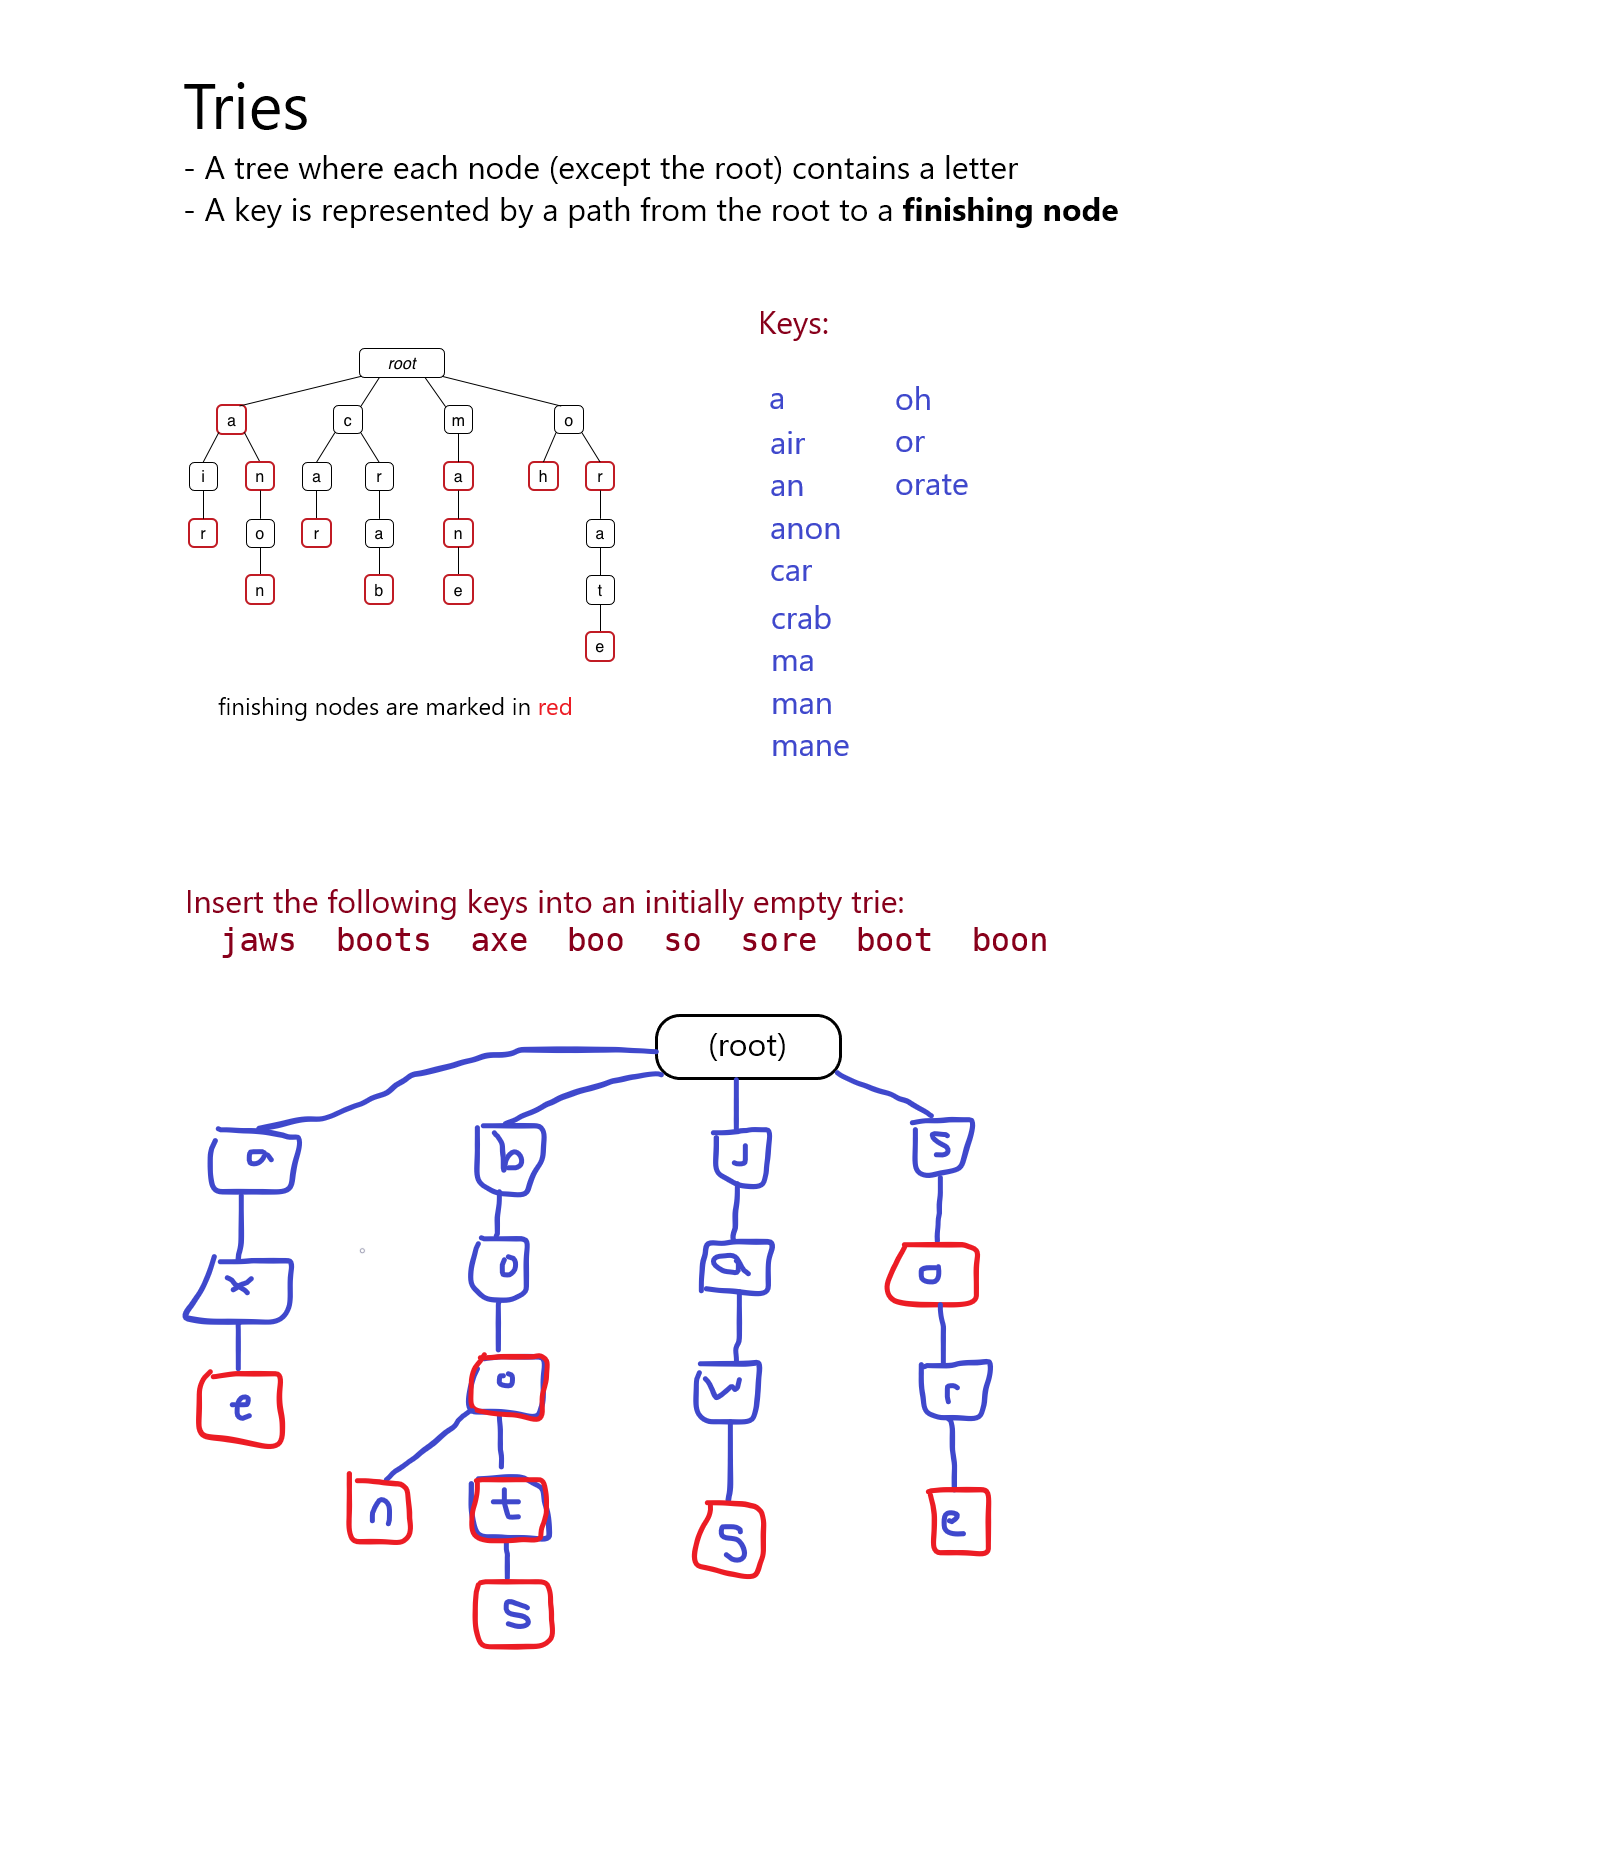 Tries
- A tree where each node (except the root) contains a letter
- A key is represented by a path from the root to a finishing node
Keys:
root
a c m o
i n a r a h r
r o r a n a
n b e t
e
finishing nodes are marked in red
a
air
an
anon
car
crab
ma
man
mane
oh
or
orate
Insert the following keys into an initially empty trie:
jaws boots axe boo so sore boot boon
(root)
a b J s
x o a o
e o w r
n t s e
s